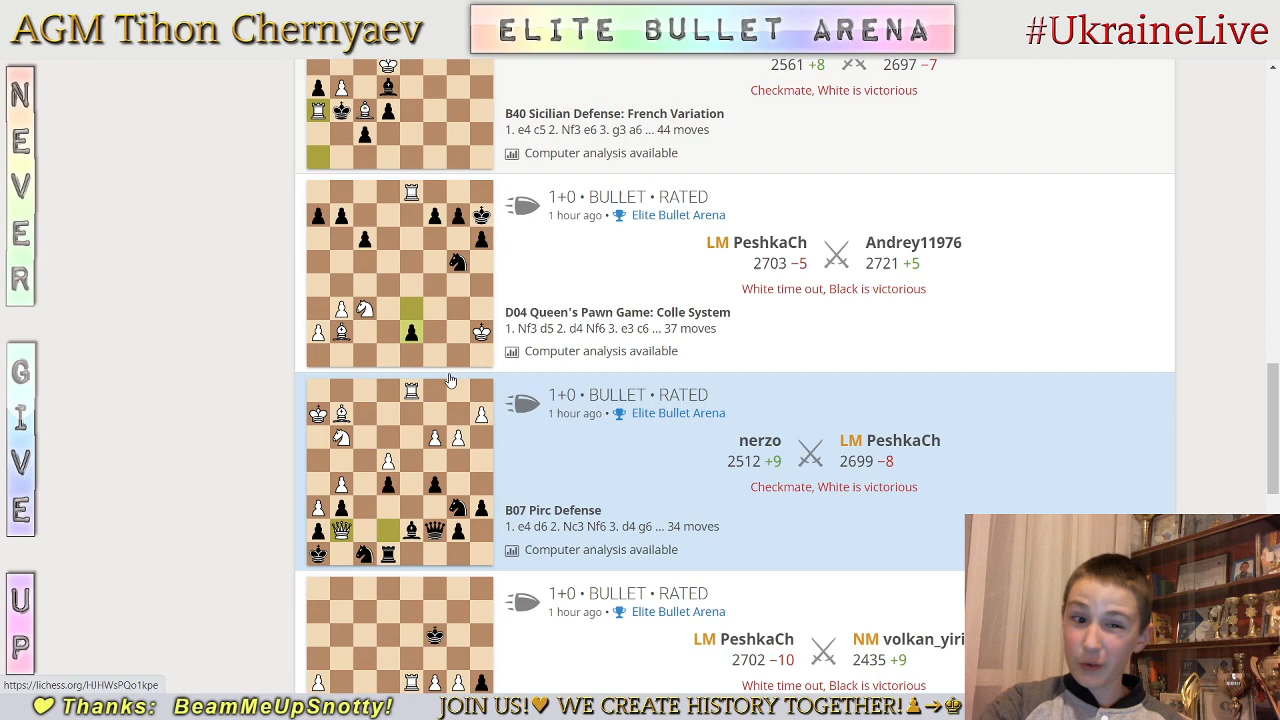 AGM Tihon Chernyaev
ELITE BULLET ARENA
#UkraineLive
NEVER
GIVE
UP
2561 +8 2697 −7
Checkmate, White is victorious
B40 Sicilian Defense: French Variation
1. e4 c5 2. Nf3 e6 3. g3 a6 ... 44 moves
Computer analysis available
1+0 • BULLET • RATED
1 hour ago • Elite Bullet Arena
LM PeshkaCh Andrey11976
2703 −5 2721 +5
White time out, Black is victorious
D04 Queen's Pawn Game: Colle System
1. Nf3 d5 2. d4 Nf6 3. e3 c6 ... 37 moves
Computer analysis available
1+0 • BULLET • RATED
1 hour ago • Elite Bullet Arena
nerzo LM PeshkaCh
2512 +9 2699 −8
Checkmate, White is victorious
B07 Pirc Defense
1. e4 d6 2. Nc3 Nf6 3. d4 g6 ... 34 moves
Computer analysis available
1+0 • BULLET • RATED
1 hour ago • Elite Bullet Arena
LM PeshkaCh NM volkan_yiri
2702 −10 2435 +9
White time out, Black is victorious
https://lichess.org/HJHWsPQo1kpe
Thanks: BeamMeUpSnotty!
JOIN US! WE CREATE HISTORY TOGETHER!